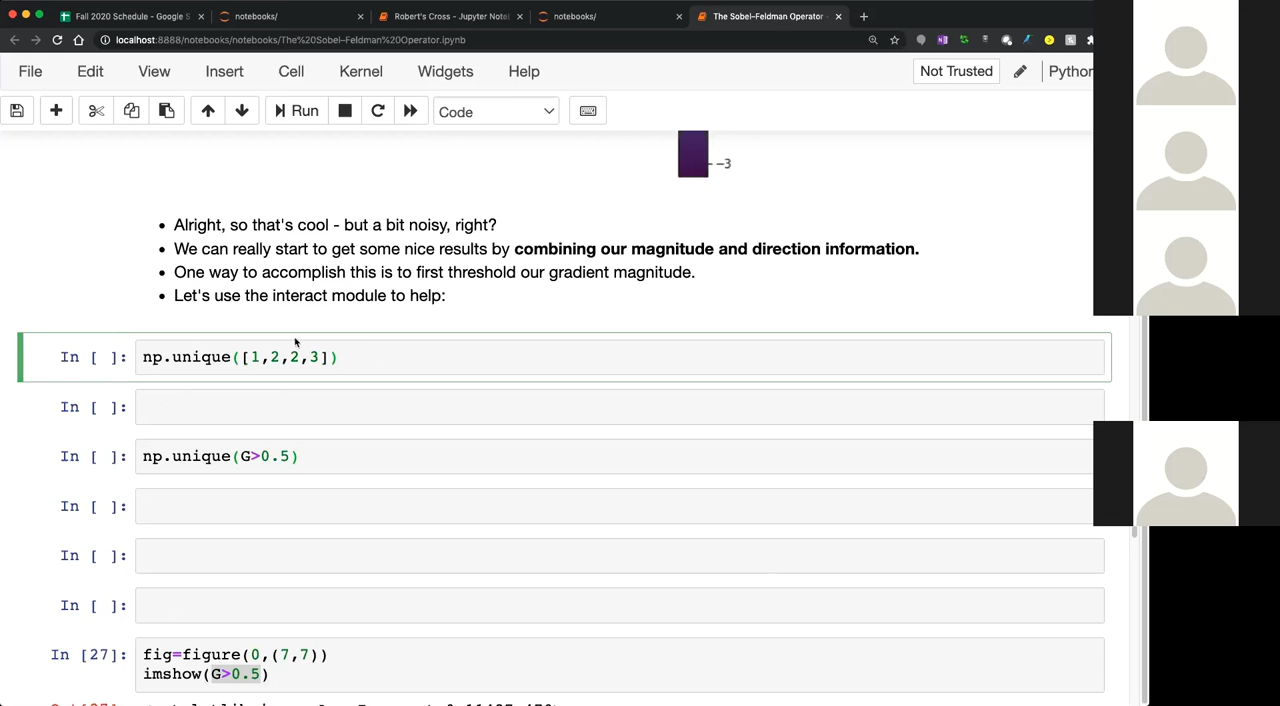 Fall 2020 Schedule - Google S
notebooks/
Robert's Cross - Jupyter Note
notebooks/
The Sobel–Feldman Operator
localhost:8888/notebooks/notebooks/The%20Sobel–Feldman%20Operator.ipynb
File Edit View Insert Cell Kernel Widgets Help Not Trusted Python
Run Code
-3
Alright, so that's cool - but a bit noisy, right?
We can really start to get some nice results by combining our magnitude and direction information.
One way to accomplish this is to first threshold our gradient magnitude.
Let's use the interact module to help:
In [ ]: np.unique([1,2,2,3])
In [ ]:
In [ ]: np.unique(G>0.5)
In [ ]:
In [ ]:
In [ ]:
In [27]: fig=figure(0,(7,7))
imshow(G>0.5)